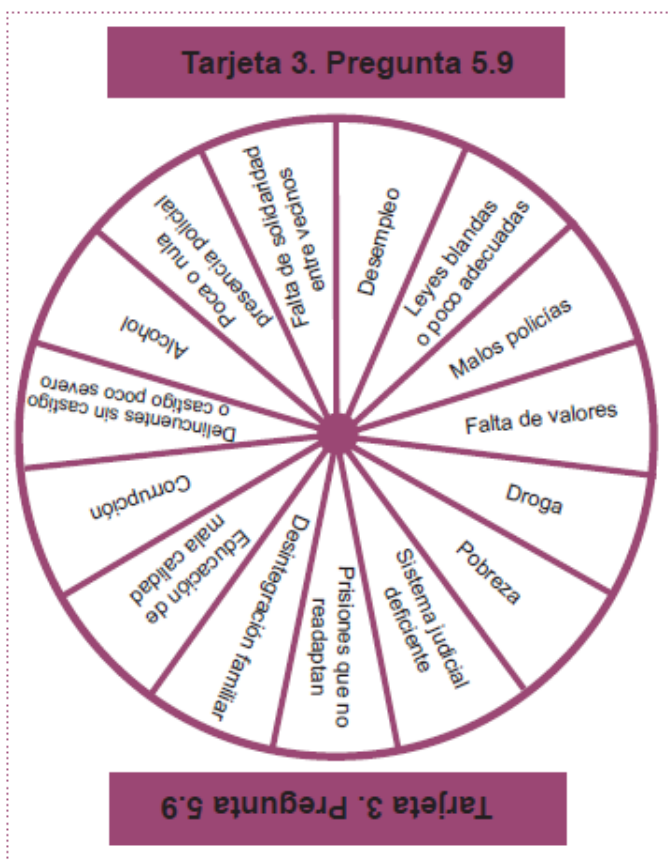 Tarjeta 3. Pregunta 5.9
Desempleo
Leyes blandas
o poco adecuadas
Malos policías
Falta de valores
Droga
Pobreza
Sistema judicial
deficiente
Prisiones que no
readaptan
Desintegración familiar
Educación de
mala calidad
Corrupción
Delincuentes sin castigo
o castigo poco severo
Alcohol
Poca o nula
presencia policial
Falta de solidaridad
entre vecinos
Tarjeta 3. Pregunta 5.9